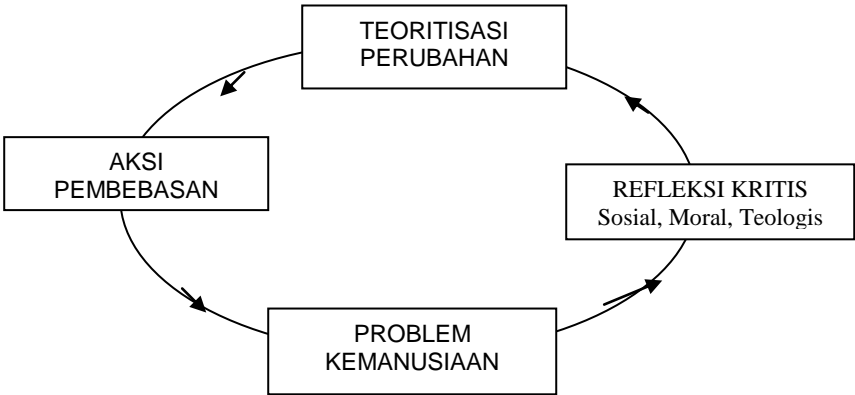 TEORITISASI
PERUBAHAN
AKSI
PEMBEBASAN
REFLEKSI KRITIS
Sosial, Moral, Teologis
PROBLEM
KEMANUSIAAN